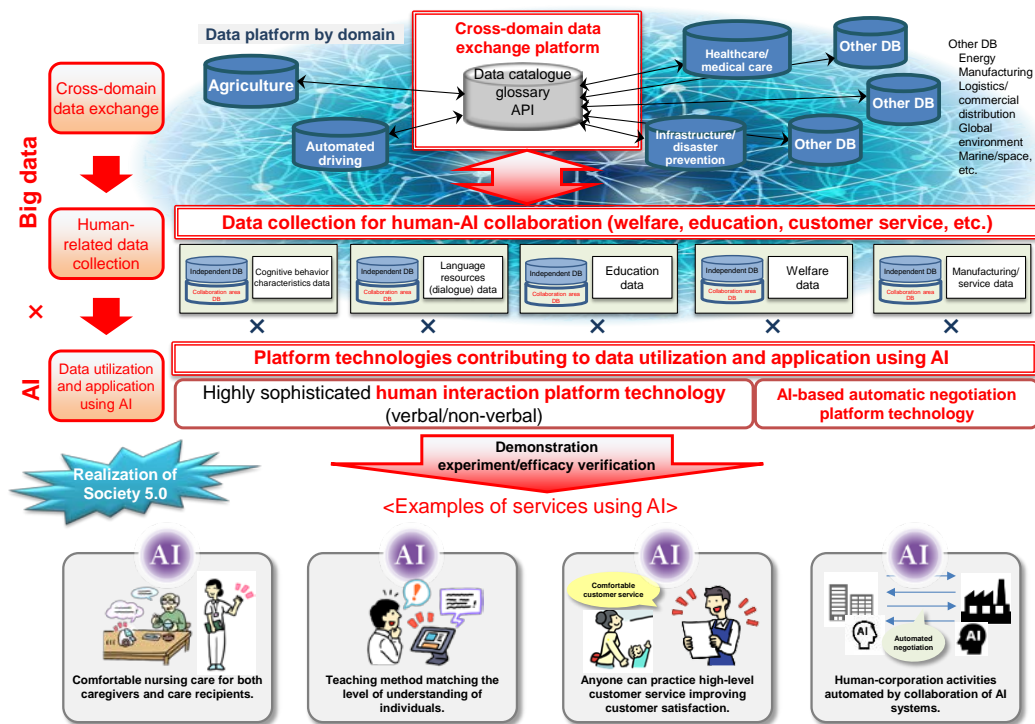 Data platform by domain
Cross-domain data
exchange platform
Data catalogue
glossary
API
Agriculture
Automated
driving
Healthcare/
medical care
Infrastructure/
disaster
prevention
Other DB
Other DB
Other DB
Other DB
Energy
Manufacturing
Logistics/
commercial
distribution
Global
environment
Marine/space,
etc.
Big data
×
AI
Cross-domain
data exchange
Human-
related data
collection
Data utilization
and application
using AI
Data collection for human-AI collaboration (welfare, education, customer service, etc.)
Independent DB
Collaboration area
DB
Cognitive behavior
characteristics data
Independent DB
Collaboration area
DB
Language
resources
(dialogue) data
Independent DB
Collaboration area
DB
Education
data
Independent DB
Collaboration area
DB
Welfare
data
Independent DB
Collaboration area
DB
Manufacturing/
service data
×
×
×
×
×
Platform technologies contributing to data utilization and application using AI
Highly sophisticated human interaction platform technology
(verbal/non-verbal)
AI-based automatic negotiation
platform technology
Demonstration
experiment/efficacy verification
Realization of
Society 5.0
<Examples of services using AI>
AI
Comfortable nursing care for both
caregivers and care recipients.
AI
Teaching method matching the
level of understanding of
individuals.
AI
Comfortable
customer service
Anyone can practice high-level
customer service improving
customer satisfaction.
AI
AI
AI
Automated
negotiation
Human-corporation activities
automated by collaboration of AI
systems.